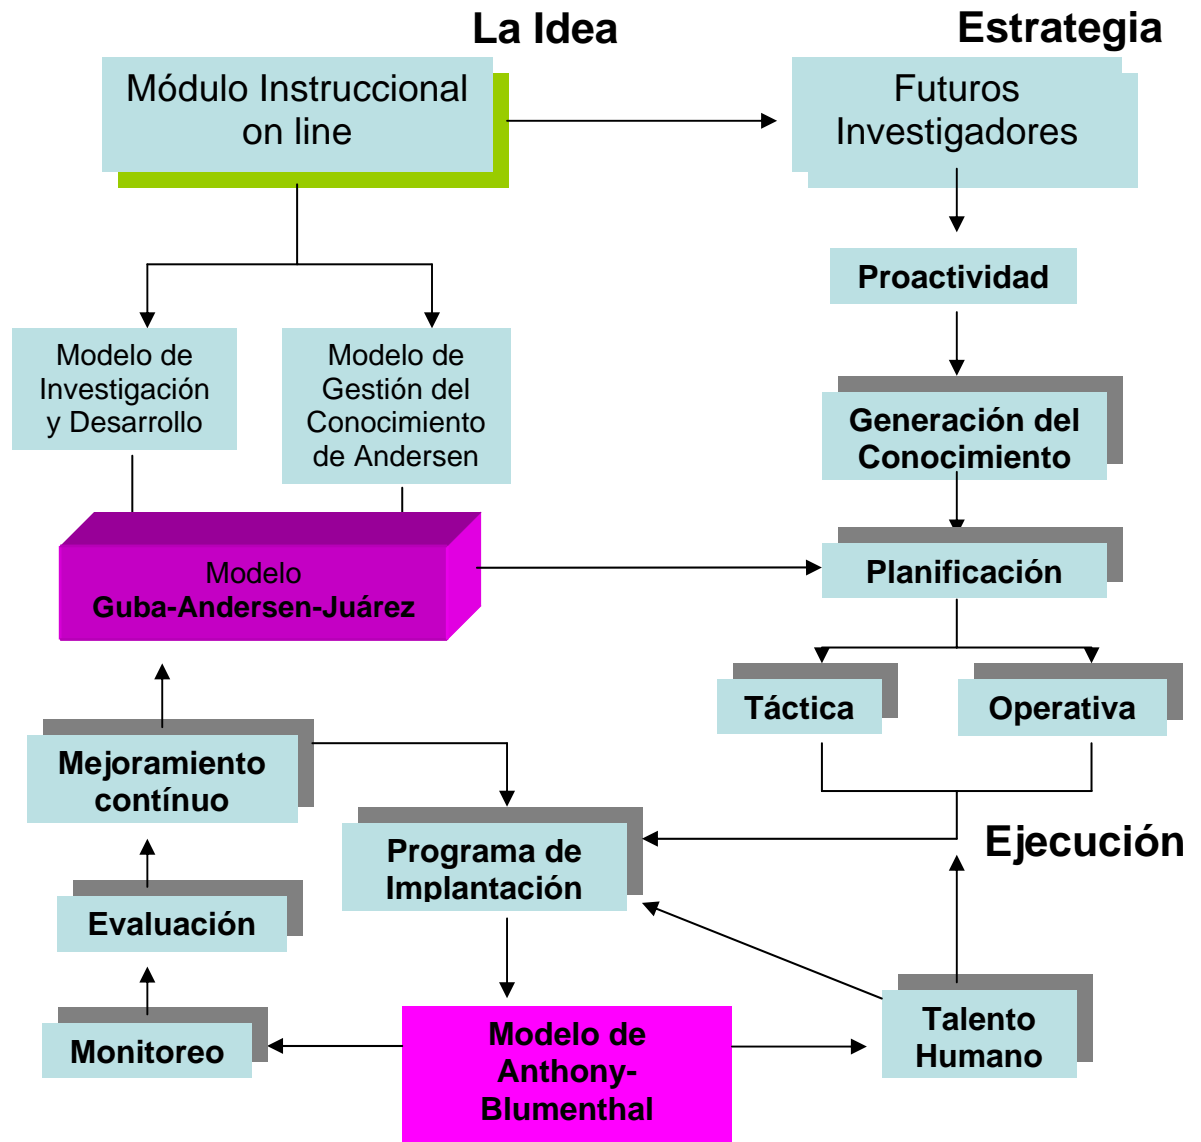 La Idea
Estrategia
Módulo Instruccional
on line
Futuros
Investigadores
Proactividad
Modelo de
Investigación
y Desarrollo
Modelo de
Gestión del
Conocimiento
de Andersen
Generación del
Conocimiento
Modelo
Guba-Andersen-Juárez
Planificación
Táctica
Operativa
Mejoramiento
contínuo
Programa de
Implantación
Ejecución
Evaluación
Monitoreo
Modelo de
Anthony-
Blumenthal
Talento
Humano